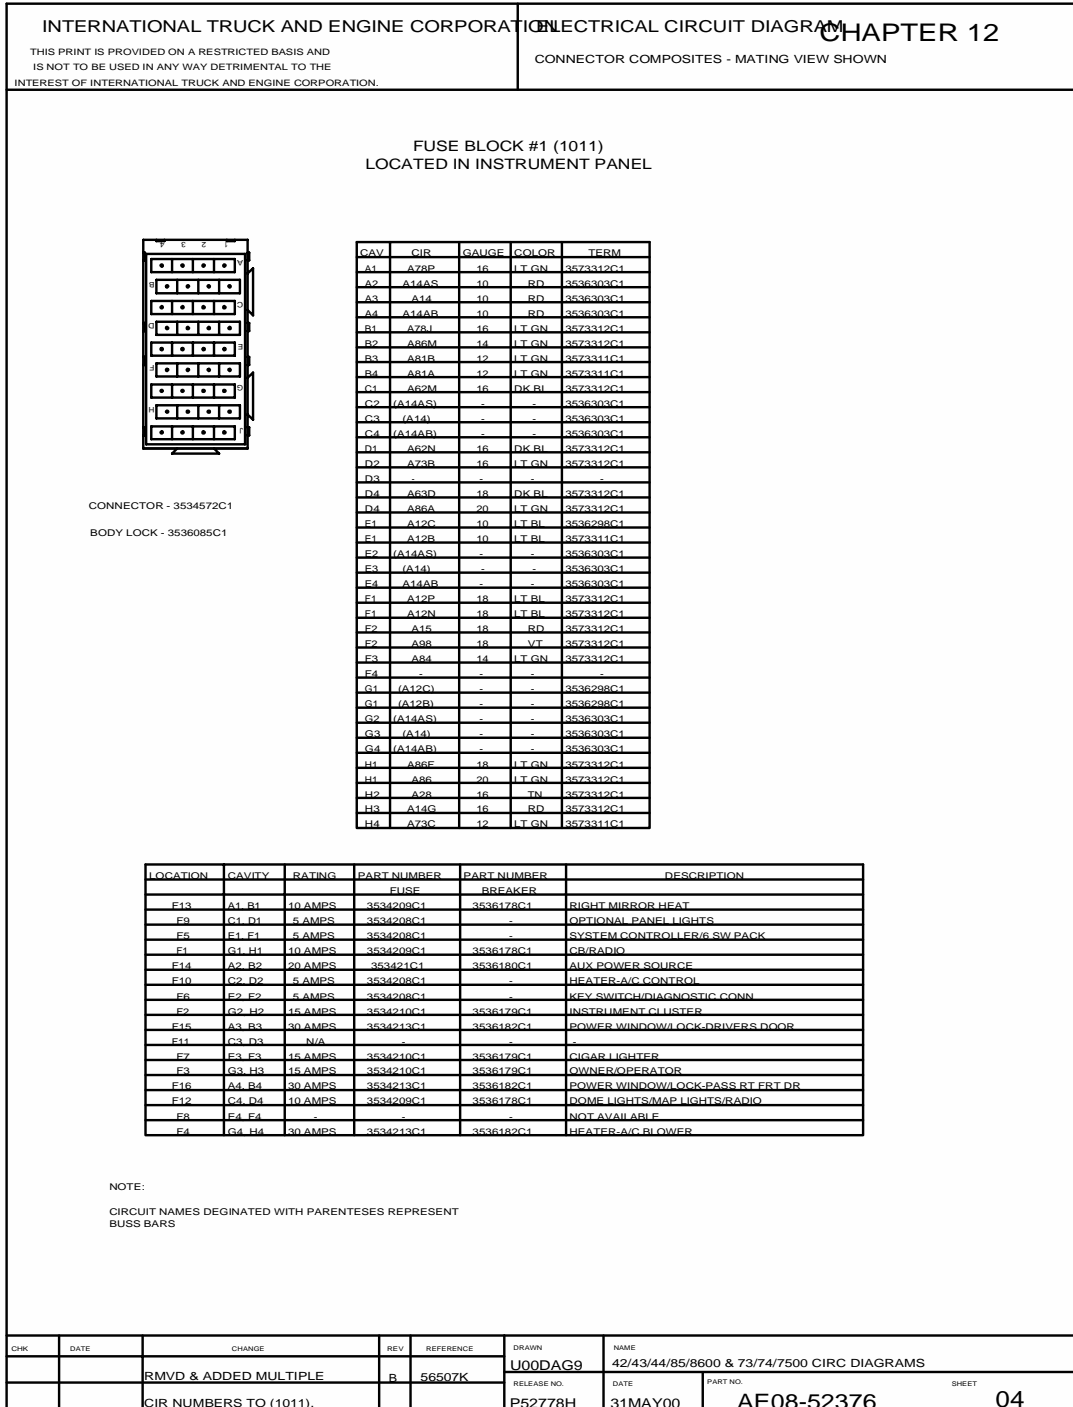 INTERNATIONAL TRUCK AND ENGINE CORPORATION
THIS PRINT IS PROVIDED ON A RESTRICTED BASIS AND
IS NOT TO BE USED IN ANY WAY DETRIMENTAL TO THE
INTEREST OF INTERNATIONAL TRUCK AND ENGINE CORPORATION.
ELECTRICAL CIRCUIT DIAGRAM
CHAPTER 12
CONNECTOR COMPOSITES - MATING VIEW SHOWN
FUSE BLOCK #1 (1011)
LOCATED IN INSTRUMENT PANEL
4 3 2 1
A
B
C
D
E
F
G
H
J
CONNECTOR - 3534572C1
BODY LOCK - 3536085C1
CAV CIR GAUGE COLOR TERM
A1 A78P 16 LT GN 3573312C1
A2 A14AS 10 RD 3536303C1
A3 A14 10 RD 3536303C1
A4 A14AB 10 RD 3536303C1
B1 A78J 16 LT GN 3573312C1
B2 A86M 14 LT GN 3573312C1
B3 A81B 12 LT GN 3573311C1
B4 A81A 12 LT GN 3573311C1
C1 A62M 16 DK BL 3573312C1
C2 (A14AS) - - 3536303C1
C3 (A14) - - 3536303C1
C4 (A14AB) - - 3536303C1
D1 A62N 16 DK BL 3573312C1
D2 A73B 16 LT GN 3573312C1
D3 - - - -
D4 A63D 18 DK BL 3573312C1
D4 A86A 20 LT GN 3573312C1
E1 A12C 10 LT BL 3536298C1
E1 A12B 10 LT BL 3573311C1
E2 (A14AS) - - 3536303C1
E3 (A14) - - 3536303C1
E4 A14AB - - 3536303C1
F1 A12P 18 LT BL 3573312C1
F1 A12N 18 LT BL 3573312C1
F2 A15 18 RD 3573312C1
F2 A98 18 VT 3573312C1
F3 A84 14 LT GN 3573312C1
F4 - - - -
G1 (A12C) - - 3536298C1
G1 (A12B) - - 3536298C1
G2 (A14AS) - - 3536303C1
G3 (A14) - - 3536303C1
G4 (A14AB) - - 3536303C1
H1 A86E 18 LT GN 3573312C1
H1 A86 20 LT GN 3573312C1
H2 A28 16 TN 3573312C1
H3 A14G 16 RD 3573312C1
H4 A73C 12 LT GN 3573311C1
LOCATION CAVITY RATING PART NUMBER PART NUMBER DESCRIPTION
FUSE BREAKER
F13 A1, B1 10 AMPS 3534209C1 3536178C1 RIGHT MIRROR HEAT
F9 C1, D1 5 AMPS 3534208C1 - OPTIONAL PANEL LIGHTS
F5 E1, F1 5 AMPS 3534208C1 - SYSTEM CONTROLLER/6 SW PACK
F1 G1, H1 10 AMPS 3534209C1 3536178C1 CB/RADIO
F14 A2, B2 20 AMPS 353421C1 3536180C1 AUX POWER SOURCE
F10 C2, D2 5 AMPS 3534208C1 - HEATER-A/C CONTROL
F6 E2, F2 5 AMPS 3534208C1 - KEY SWITCH/DIAGNOSTIC CONN
F2 G2, H2 15 AMPS 3534210C1 3536179C1 INSTRUMENT CLUSTER
F15 A3, B3 30 AMPS 3534213C1 3536182C1 POWER WINDOW/LOCK-DRIVERS DOOR
F11 C3, D3 N/A - - -
F7 E3, F3 15 AMPS 3534210C1 3536179C1 CIGAR LIGHTER
F3 G3, H3 15 AMPS 3534210C1 3536179C1 OWNER/OPERATOR
F16 A4, B4 30 AMPS 3534213C1 3536182C1 POWER WINDOW/LOCK-PASS RT FRT DR
F12 C4, D4 10 AMPS 3534209C1 3536178C1 DOME LIGHTS/MAP LIGHTS/RADIO
F8 E4, F4 - - - NOT AVAILABLE
F4 G4, H4 30 AMPS 3534213C1 3536182C1 HEATER-A/C BLOWER
NOTE:
CIRCUIT NAMES DEGINATED WITH PARENTESES REPRESENT
BUSS BARS
CHK DATE CHANGE REV REFERENCE DRAWN NAME
RMVD & ADDED MULTIPLE B 56507K U00DAG9 42/43/44/85/8600 & 73/74/7500 CIRC DIAGRAMS
RELEASE NO. DATE PART NO. SHEET
CIR NUMBERS TO (1011). P52778H 31MAY00 AE08-52376 04